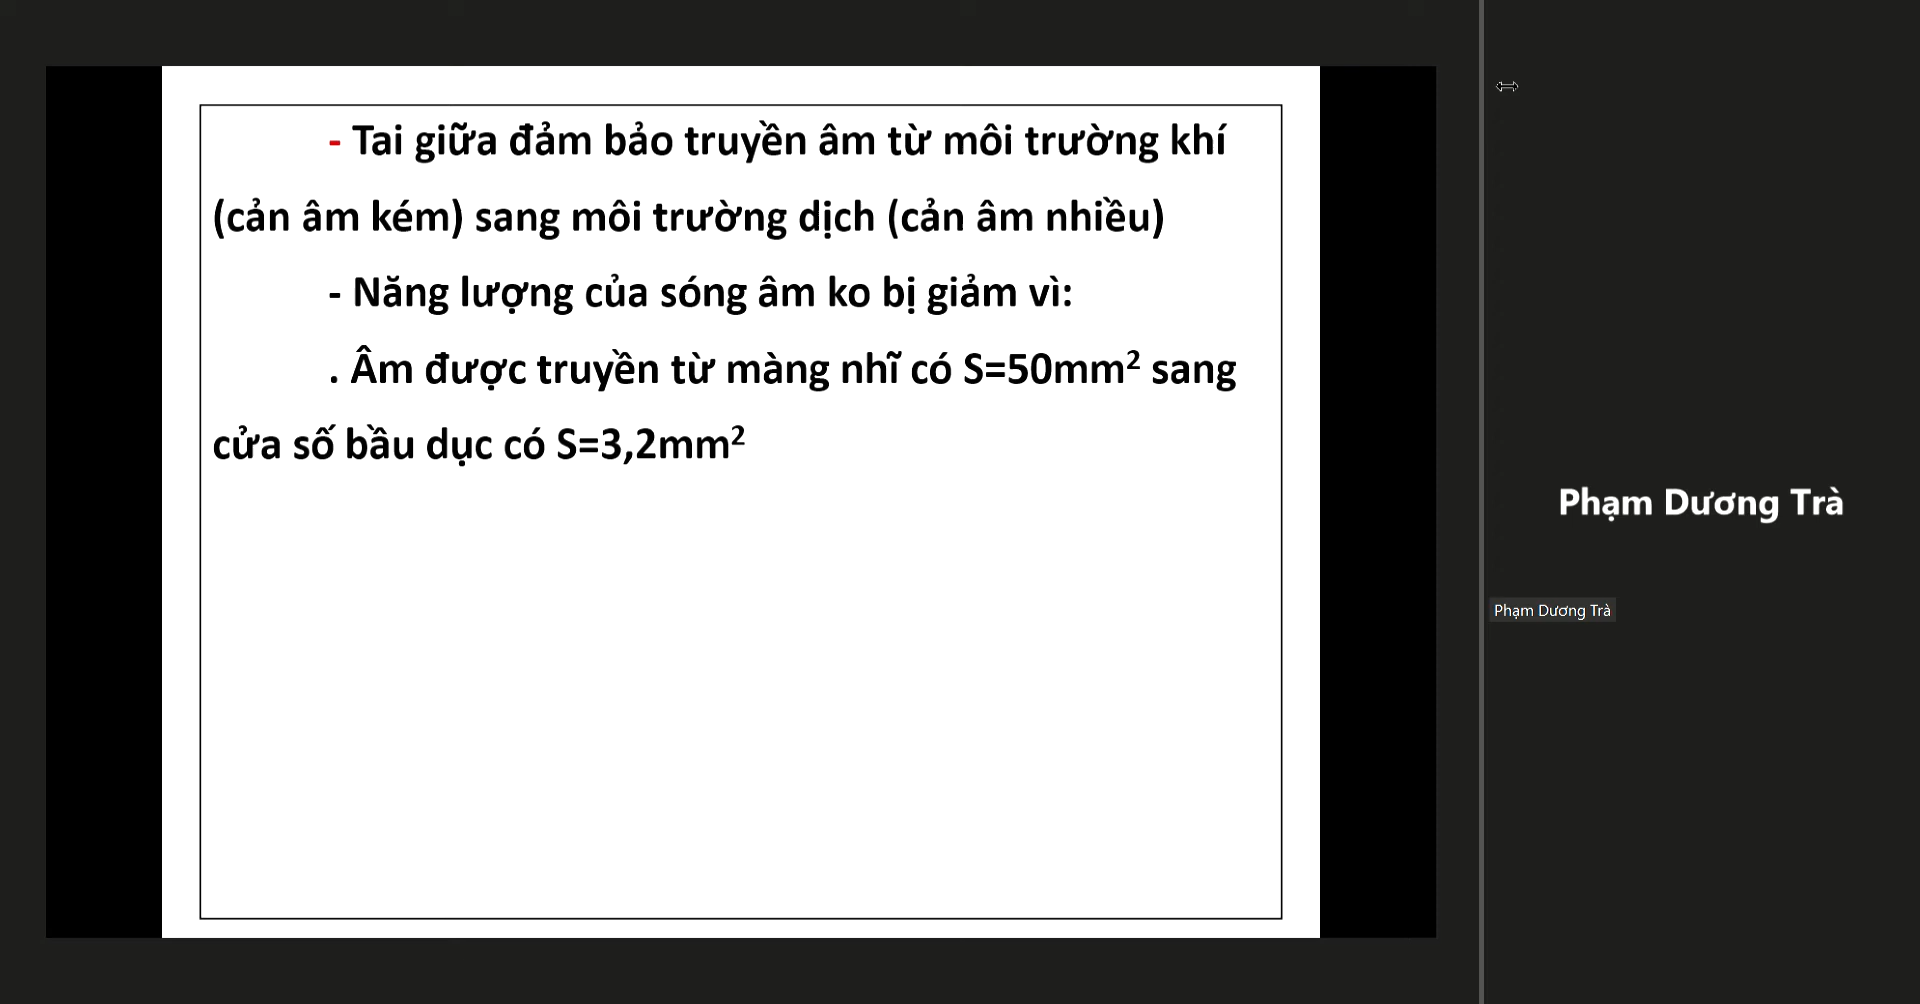 - Tai giữa đảm bảo truyền âm từ môi trường khí
(cản âm kém) sang môi trường dịch (cản âm nhiều)
- Năng lượng của sóng âm ko bị giảm vì:
. Âm được truyền từ màng nhĩ có S=50mm² sang
cửa số bầu dục có S=3,2mm²
Phạm Dương Trà
Phạm Dương Trà